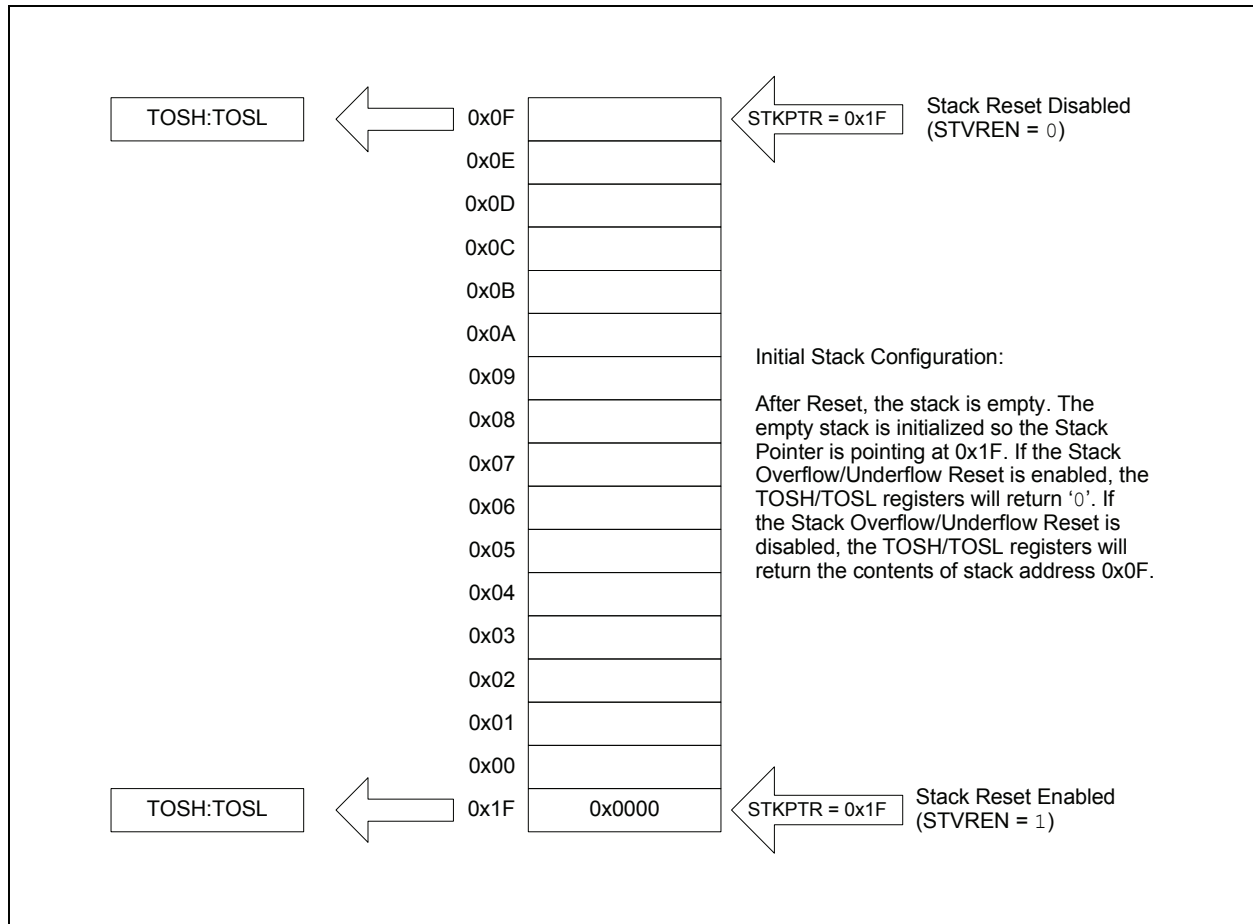 TOSH:TOSL
0x0F
STKPTR = 0x1F
Stack Reset Disabled
(STVREN = 0)
0x0E
0x0D
0x0C
0x0B
0x0A
0x09
0x08
0x07
0x06
0x05
0x04
0x03
0x02
0x01
0x00
Initial Stack Configuration:
After Reset, the stack is empty. The
empty stack is initialized so the Stack
Pointer is pointing at 0x1F. If the Stack
Overflow/Underflow Reset is enabled, the
TOSH/TOSL registers will return ‘0’. If
the Stack Overflow/Underflow Reset is
disabled, the TOSH/TOSL registers will
return the contents of stack address 0x0F.
TOSH:TOSL
0x1F
0x0000
STKPTR = 0x1F
Stack Reset Enabled
(STVREN = 1)